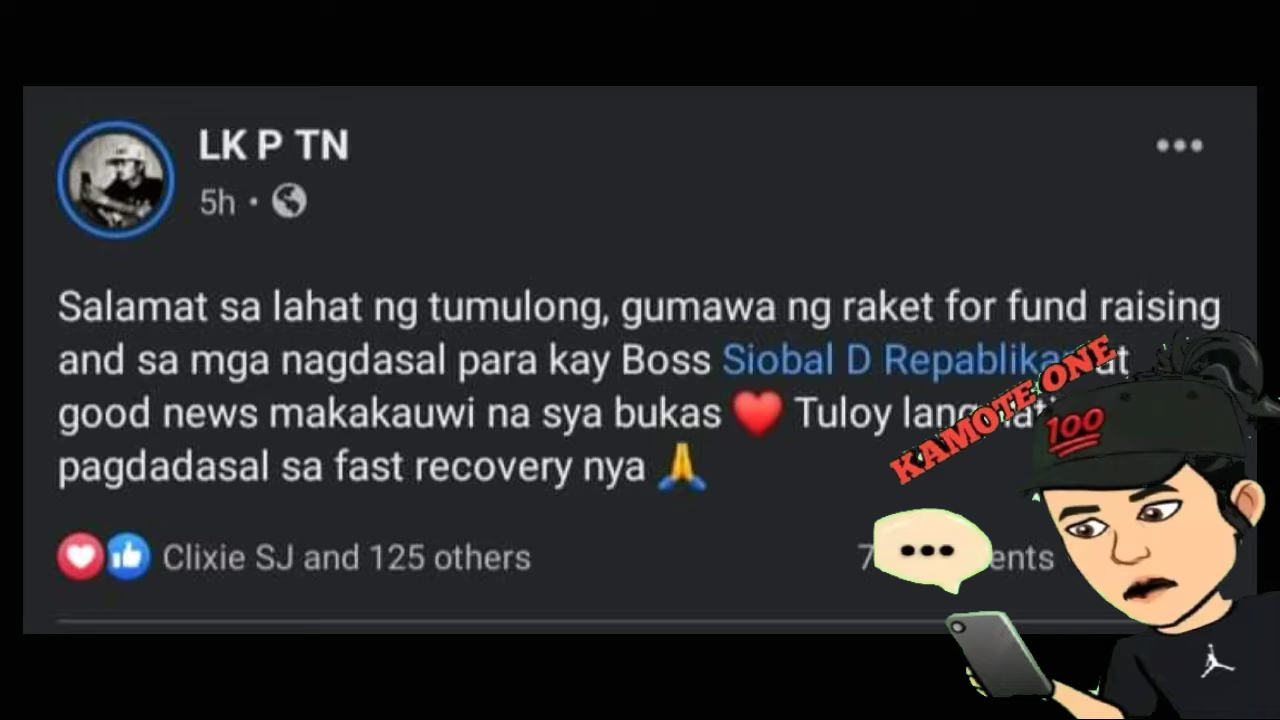 LK P TN
5h
Salamat sa lahat ng tumulong, gumawa ng raket for fund raising
and sa mga nagdasal para kay Boss Siobal D Repablika at
good news makakauwi na sya bukas ❤️ Tuloy lang
pagdadasal sa fast recovery nya 🙏
Clixie SJ and 125 others
KAMOTE ONE
100